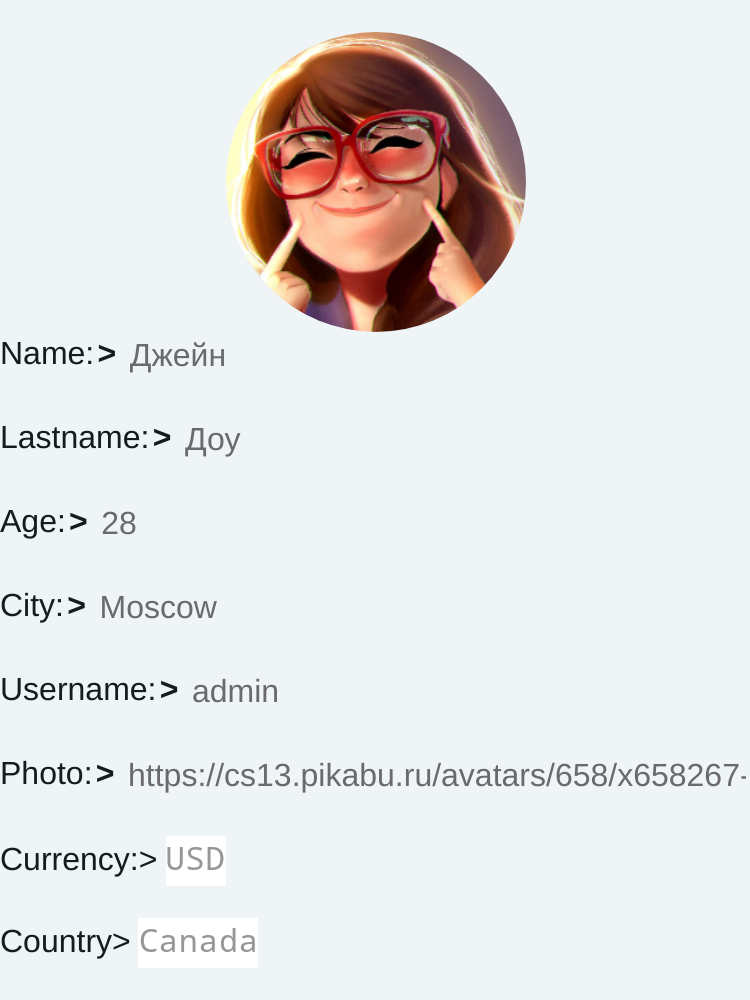 Name:> Джейн
Lastname:> Доу
Age:> 28
City:> Moscow
Username:> admin
Photo:> https://cs13.pikabu.ru/avatars/658/x658267-
Currency:> USD
Country> Canada